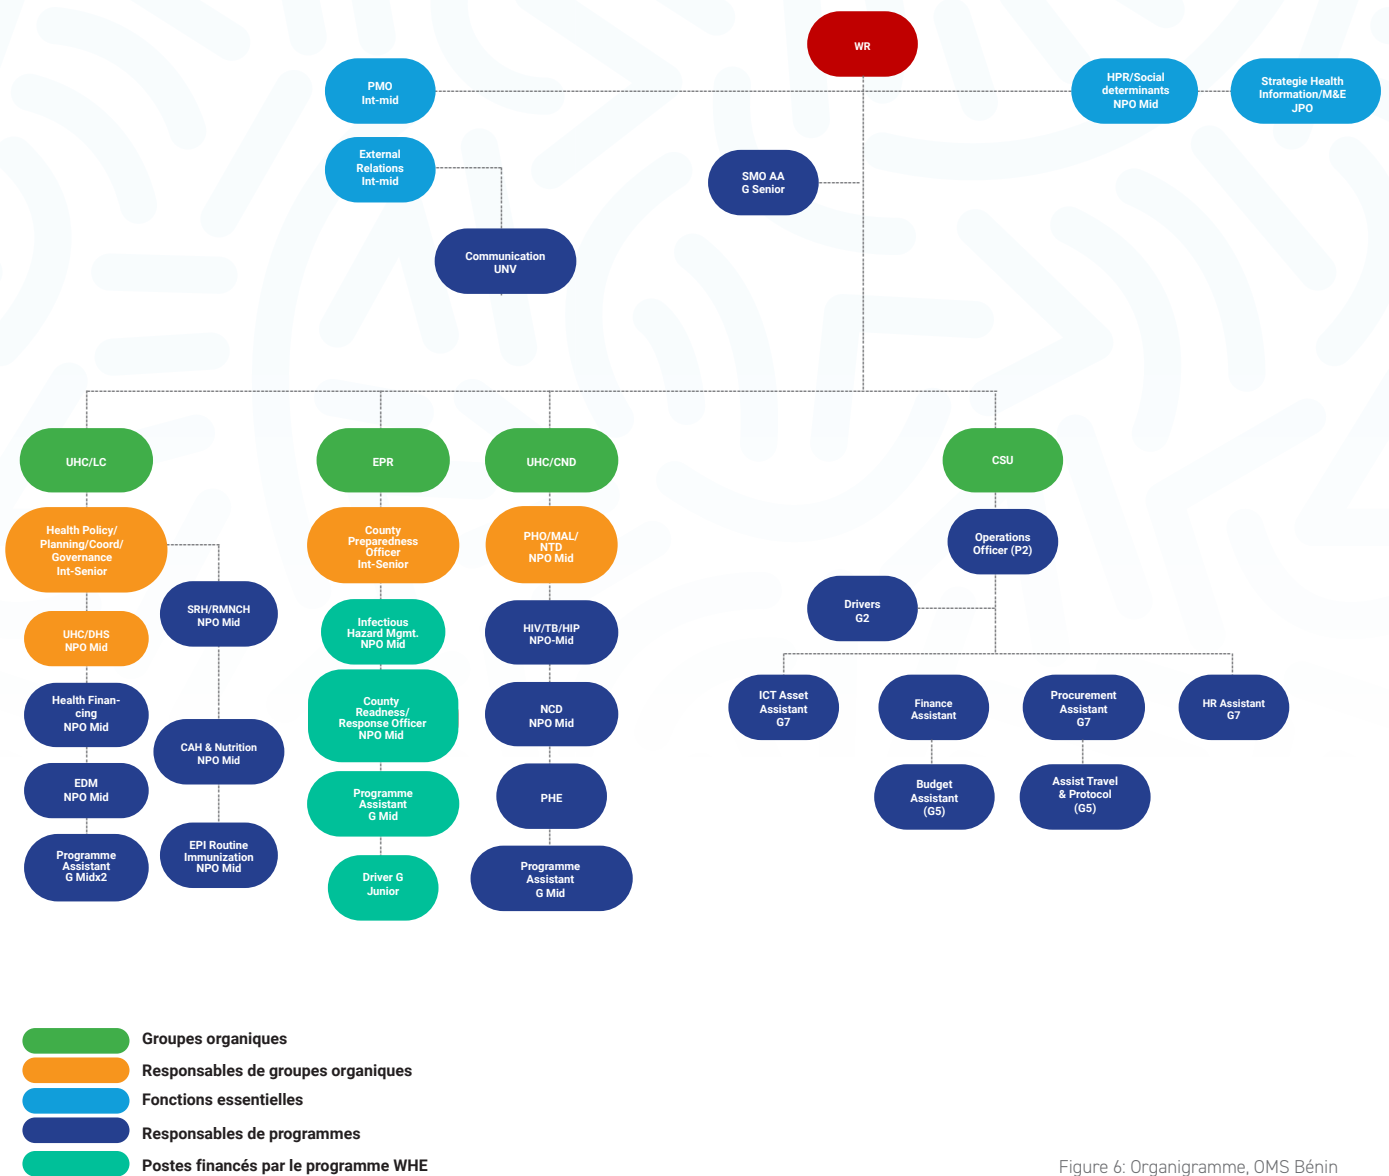 WR
PMO
Int-mid
HPR/Social
determinants
NPO Mid
Strategie Health
Information/M&E
JPO
External
Relations
Int-mid
SMO AA
G Senior
Communication
UNV
UHC/LC
EPR
UHC/CND
CSU
Health Policy/
Planning/Coord/
Governance
Int-Senior
SRH/RMNCH
NPO Mid
UHC/DHS
NPO Mid
Health Finan-
cing
NPO Mid
CAH & Nutrition
NPO Mid
EDM
NPO Mid
EPI Routine
Immunization
NPO Mid
Programme
Assistant
G Midx2
County
Preparedness
Officer
Int-Senior
Infectious
Hazard Mgmt.
NPO Mid
County
Readness/
Response Officer
NPO Mid
Programme
Assistant
G Mid
Driver G
Junior
PHO/MAL/
NTD
NPO Mid
HIV/TB/HIP
NPO-Mid
NCD
NPO Mid
PHE
Programme
Assistant
G Mid
Operations
Officer (P2)
Drivers
G2
ICT Asset
Assistant
G7
Finance
Assistant
Procurement
Assistant
G7
HR Assistant
G7
Budget
Assistant
(G5)
Assist Travel
& Protocol
(G5)
Groupes organiques
Responsables de groupes organiques
Fonctions essentielles
Responsables de programmes
Postes financés par le programme WHE
Figure 6: Organigramme, OMS Bénin